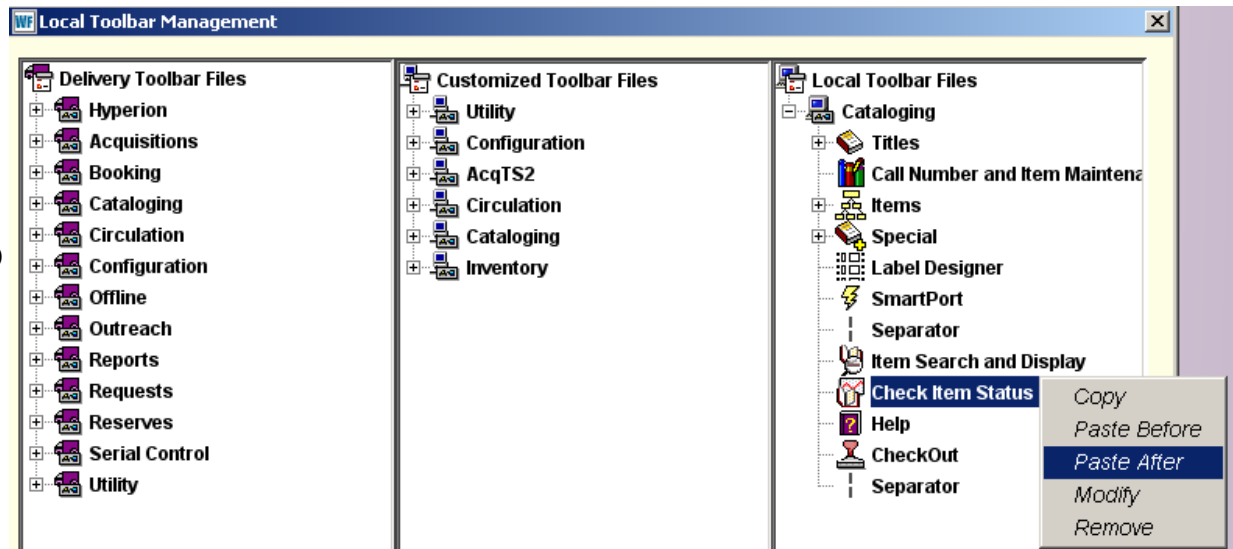 WF Local Toolbar Management
Delivery Toolbar Files
Hyperion
Acquisitions
Booking
Cataloging
Circulation
Configuration
Offline
Outreach
Reports
Requests
Reserves
Serial Control
Utility
Customized Toolbar Files
Utility
Configuration
AcqTS2
Circulation
Cataloging
Inventory
Local Toolbar Files
Cataloging
Titles
Call Number and Item Maintena
Items
Special
Label Designer
SmartPort
Separator
Item Search and Display
Check Item Status
Help
CheckOut
Separator
Copy
Paste Before
Paste After
Modify
Remove